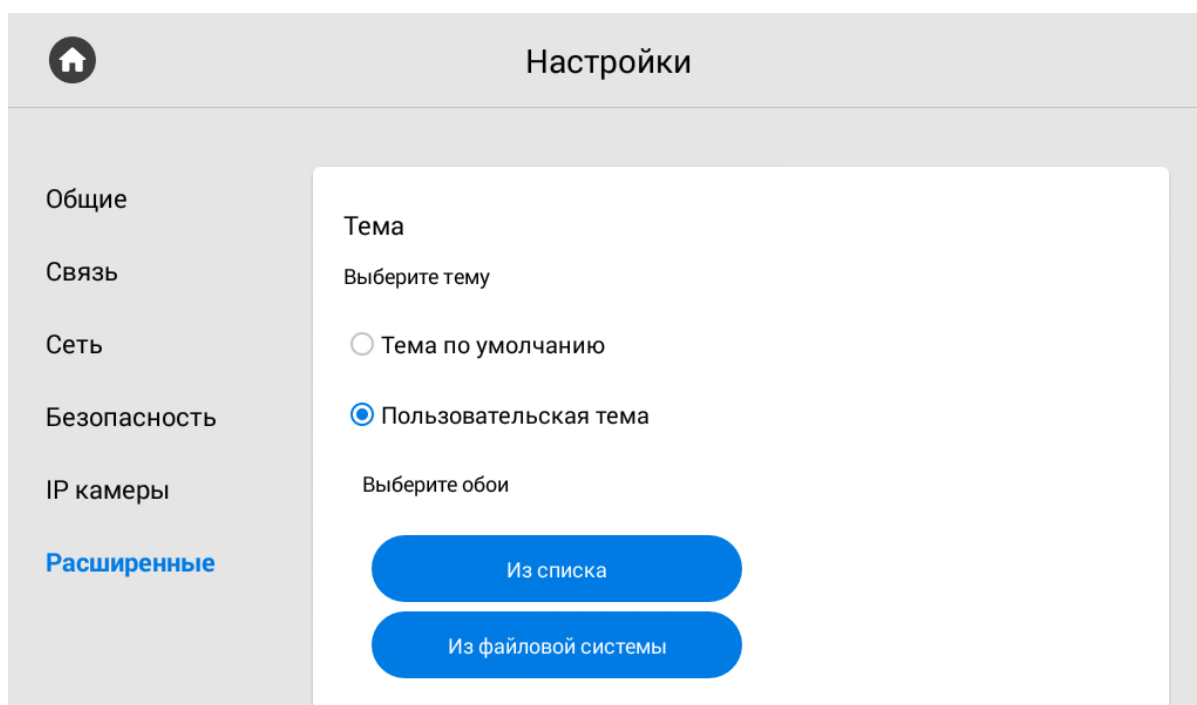 Настройки
Общие
Связь
Сеть
Безопасность
IP камеры
Расширенные
Тема
Выберите тему
Тема по умолчанию
Пользовательская тема
Выберите обои
Из списка
Из файловой системы